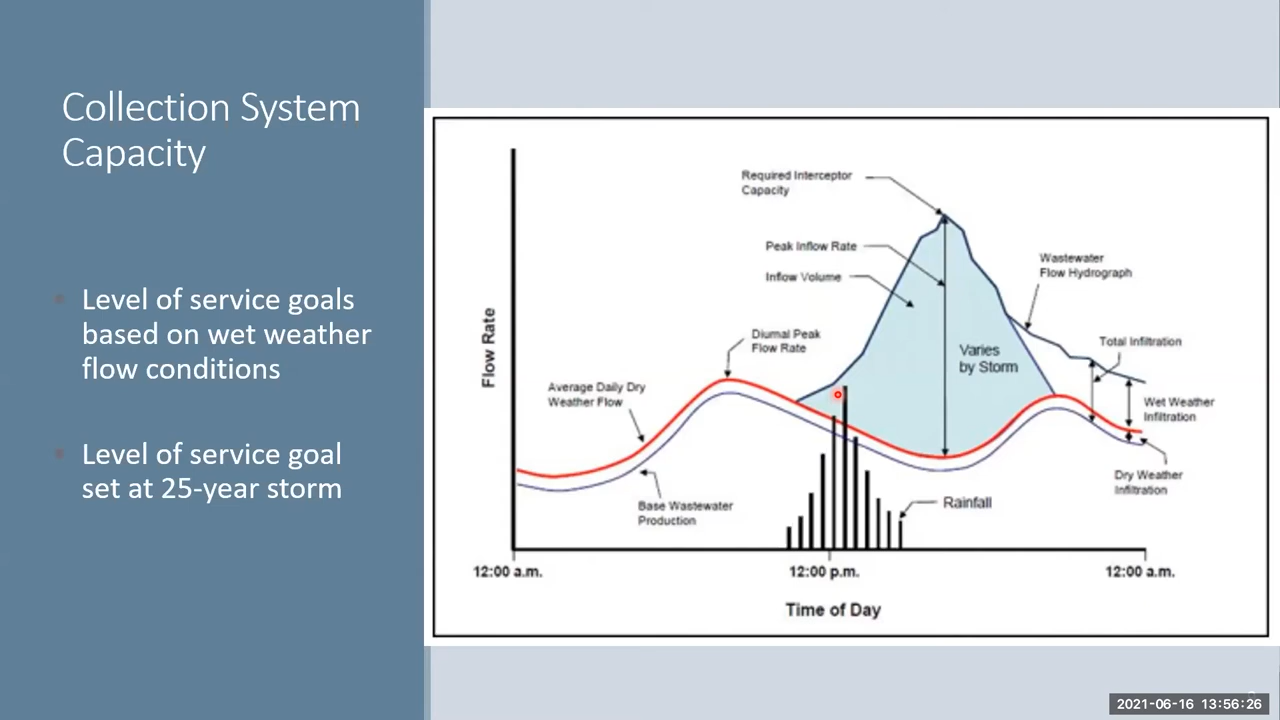 Collection System
Capacity
Level of service goals
based on wet weather
flow conditions
Level of service goal
set at 25-year storm
Required Interceptor
Capacity
Peak Inflow Rate
Inflow Volume
Wastewater
Flow Hydrograph
Diurnal Peak
Flow Rate
Total Infiltration
Varies
by Storm
Average Daily Dry
Weather Flow
Wet Weather
Infiltration
Flow Rate
Dry Weather
Infiltration
Base Wastewater
Production
Rainfall
12:00 a.m.
12:00 p.m.
12:00 a.m.
Time of Day
2021-06-16 13:56:26